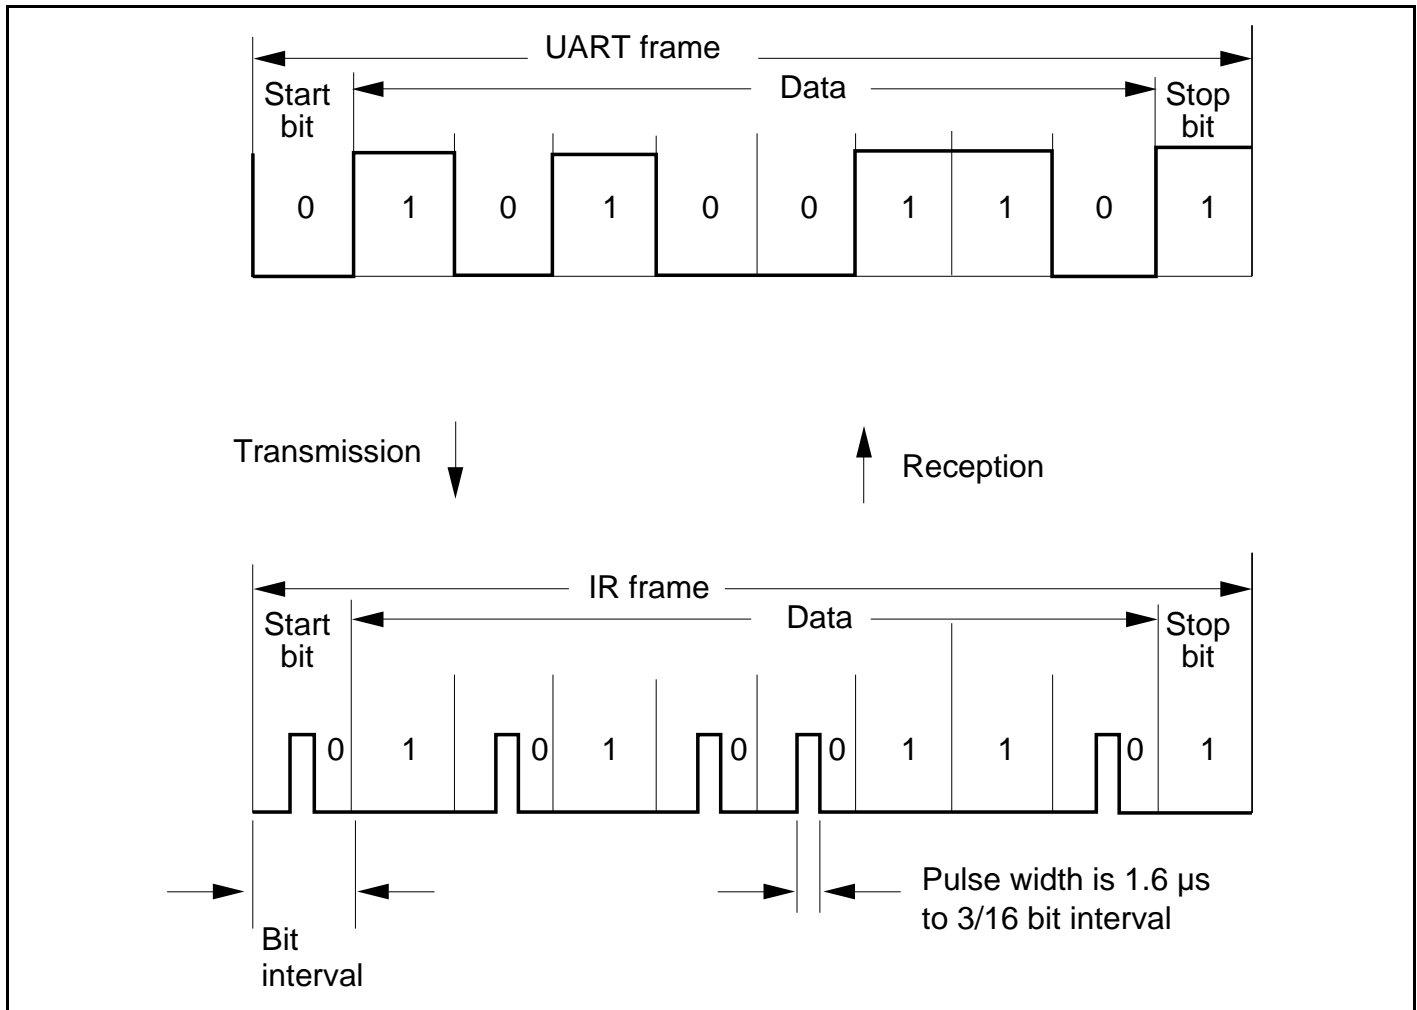 UART frame
Data
Start
bit
Stop
bit
0 1 0 1 0 0 1 1 0 1
Transmission
Reception
IR frame
Data
Start
bit
Stop
bit
0 1 0 1 0 0 1 1 0 1
Pulse width is 1.6 µs
to 3/16 bit interval
Bit
interval